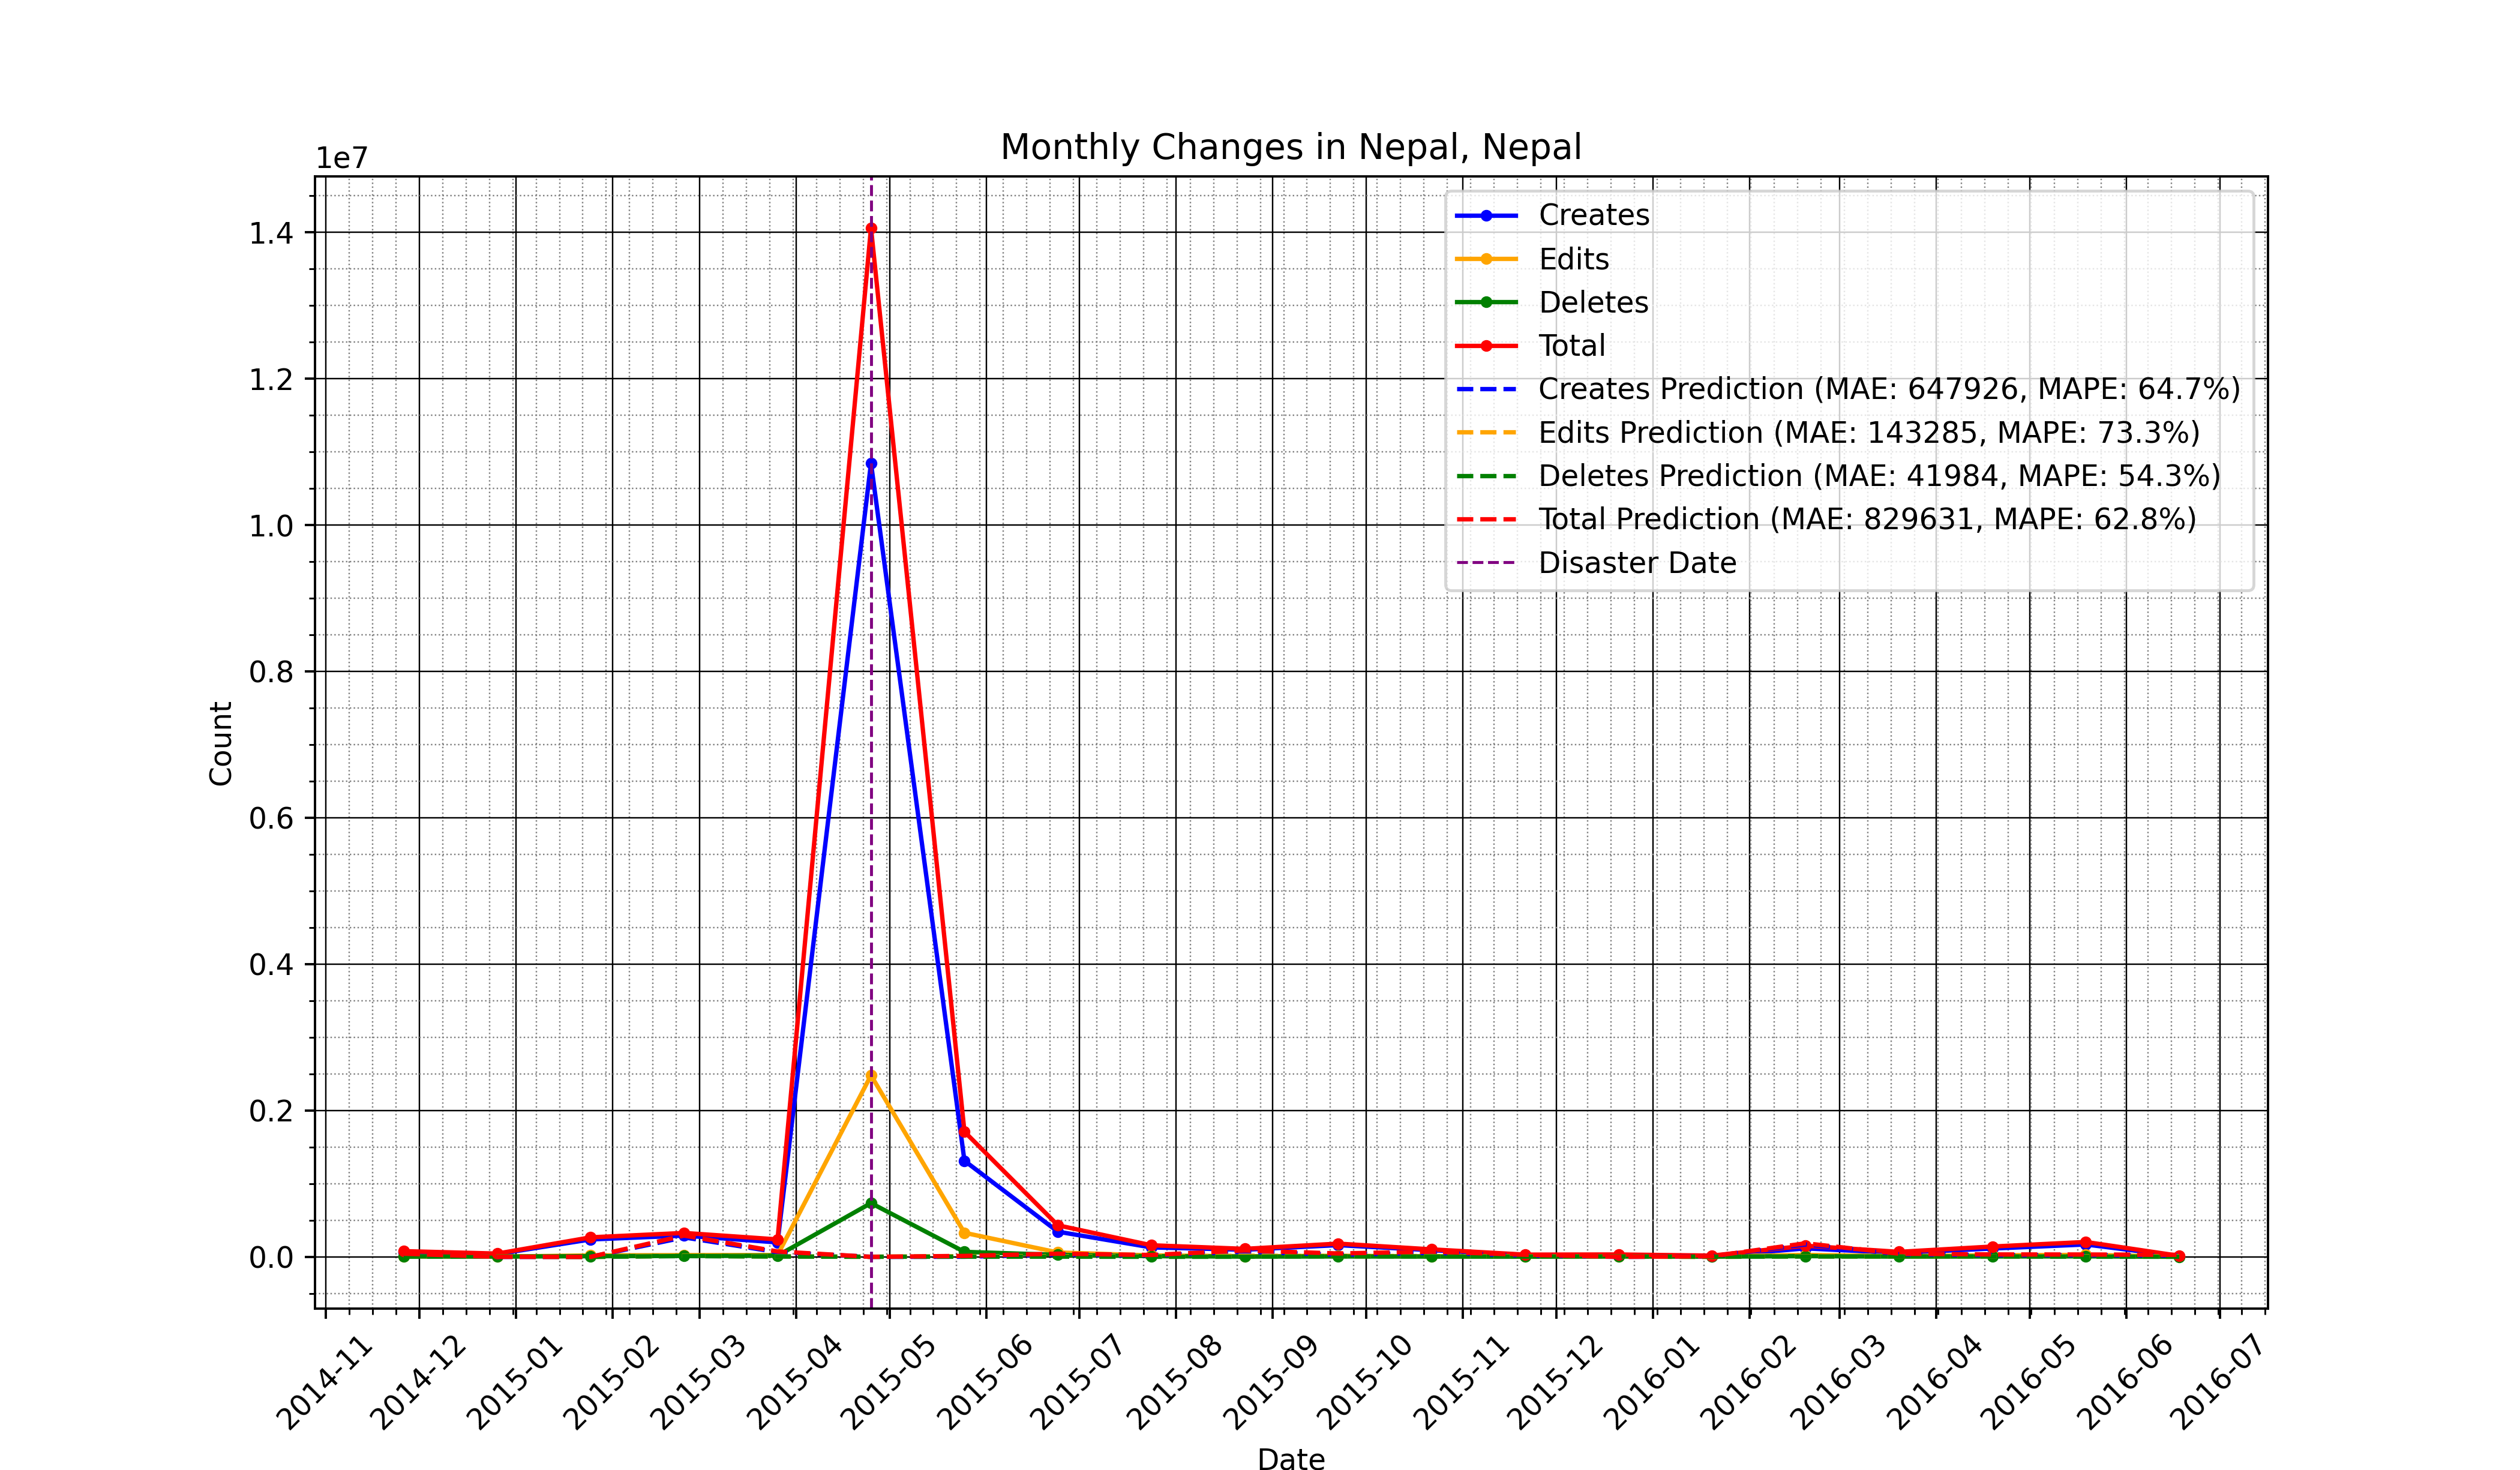 Monthly Changes in Nepal, Nepal
1e7
1.4
1.2
1.0
0.8
0.6
0.4
0.2
0.0
Count
Creates
Edits
Deletes
Total
Creates Prediction (MAE: 647926, MAPE: 64.7%)
Edits Prediction (MAE: 143285, MAPE: 73.3%)
Deletes Prediction (MAE: 41984, MAPE: 54.3%)
Total Prediction (MAE: 829631, MAPE: 62.8%)
Disaster Date
2014-11
2014-12
2015-01
2015-02
2015-03
2015-04
2015-05
2015-06
2015-07
2015-08
2015-09
2015-10
2015-11
2015-12
2016-01
2016-02
2016-03
2016-04
2016-05
2016-06
2016-07
Date